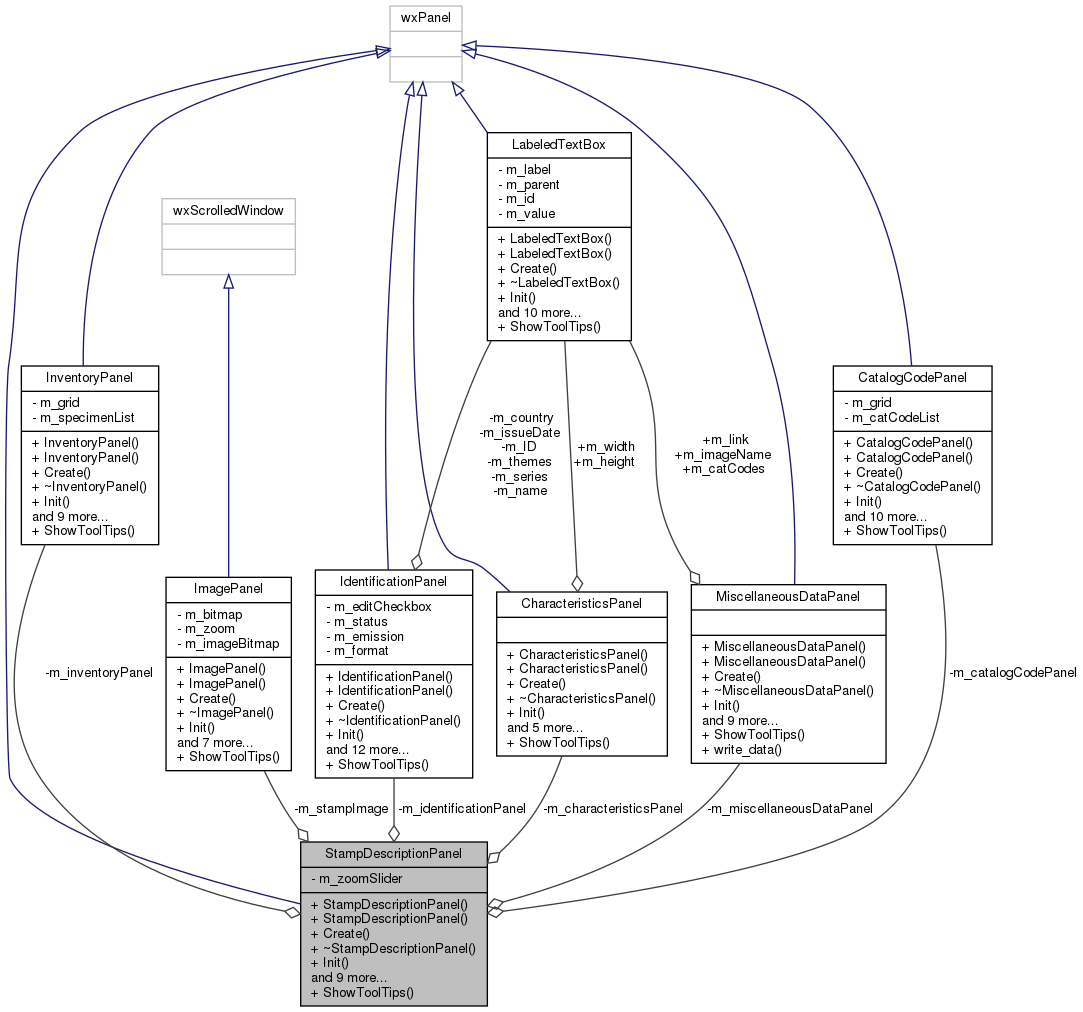 wxPanel
LabeledTextBox
- m_label
- m_parent
- m_id
- m_value
+ LabeledTextBox()
+ LabeledTextBox()
+ Create()
+ ~LabeledTextBox()
+ Init()
and 10 more...
+ ShowToolTips()
wxScrolledWindow
InventoryPanel
- m_grid
- m_specimenList
+ InventoryPanel()
+ InventoryPanel()
+ Create()
+ ~InventoryPanel()
+ Init()
and 9 more...
+ ShowToolTips()
CatalogCodePanel
- m_grid
- m_catCodeList
+ CatalogCodePanel()
+ CatalogCodePanel()
+ Create()
+ ~CatalogCodePanel()
+ Init()
and 10 more...
+ ShowToolTips()
-m_country
-m_issueDate
-m_ID
-m_themes
-m_series
-m_name
+m_width
+m_height
+m_link
+m_imageName
+m_catCodes
ImagePanel
- m_bitmap
- m_zoom
- m_imageBitmap
+ ImagePanel()
+ ImagePanel()
+ Create()
+ ~ImagePanel()
+ Init()
and 7 more...
+ ShowToolTips()
IdentificationPanel
- m_editCheckbox
- m_status
- m_emission
- m_format
+ IdentificationPanel()
+ IdentificationPanel()
+ Create()
+ ~IdentificationPanel()
+ Init()
and 12 more...
+ ShowToolTips()
CharacteristicsPanel
+ CharacteristicsPanel()
+ CharacteristicsPanel()
+ Create()
+ ~CharacteristicsPanel()
+ Init()
and 5 more...
+ ShowToolTips()
MiscellaneousDataPanel
+ MiscellaneousDataPanel()
+ MiscellaneousDataPanel()
+ Create()
+ ~MiscellaneousDataPanel()
+ Init()
and 9 more...
+ ShowToolTips()
+ write_data()
-m_inventoryPanel
-m_catalogCodePanel
-m_stampImage
-m_identificationPanel
-m_characteristicsPanel
-m_miscellaneousDataPanel
StampDescriptionPanel
- m_zoomSlider
+ StampDescriptionPanel()
+ StampDescriptionPanel()
+ Create()
+ ~StampDescriptionPanel()
+ Init()
and 9 more...
+ ShowToolTips()